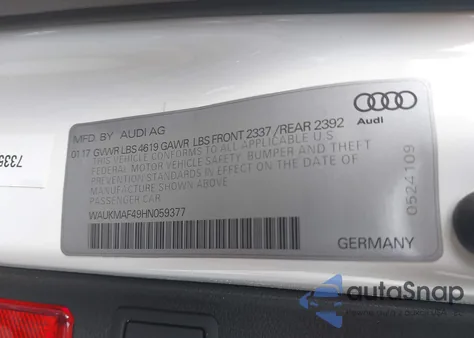 MFD BY AUDI AG
01 17 GVWR LBS 4619 GAWR LBS FRONT 2337 / REAR 2392
THIS VEHICLE CONFORMS TO ALL APPLICABLE U.S
FEDERAL MOTOR VEHICLE SAFETY, BUMPER AND THEFT
PREVENTION STANDARDS IN EFFECT ON THE DATE OF
MANUFACTURE SHOWN ABOVE
PASSENGER CAR
WAUKMAF49HN059377
Audi
0524109
GERMANY
7335
autoSnap